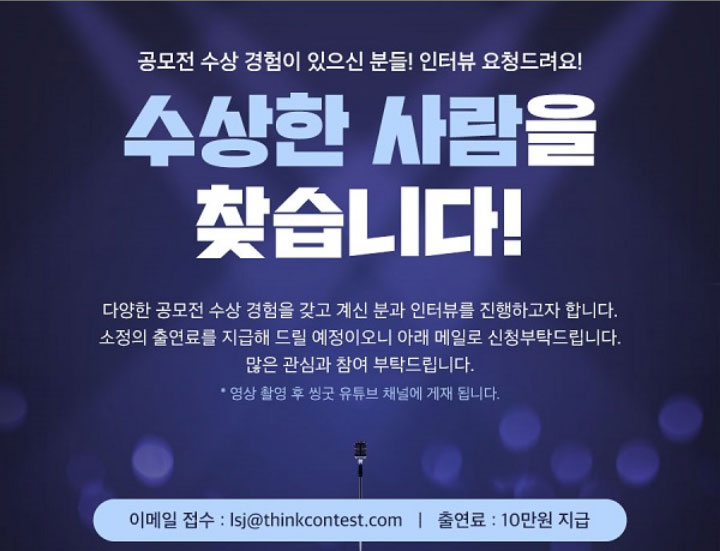 공모전 수상 경험이 있으신 분들! 인터뷰 요청드려요!
수상한 사람을
찾습니다!
다양한 공모전 수상 경험을 갖고 계신 분과 인터뷰를 진행하고자 합니다.
소정의 출연료를 지급해 드릴 예정이오니 아래 메일로 신청부탁드립니다.
많은 관심과 참여 부탁드립니다.
* 영상 촬영 후 씽굿 유튜브 채널에 게재 됩니다.
이메일 접수 : lsj@thinkcontest.com | 출연료 : 10만원 지급